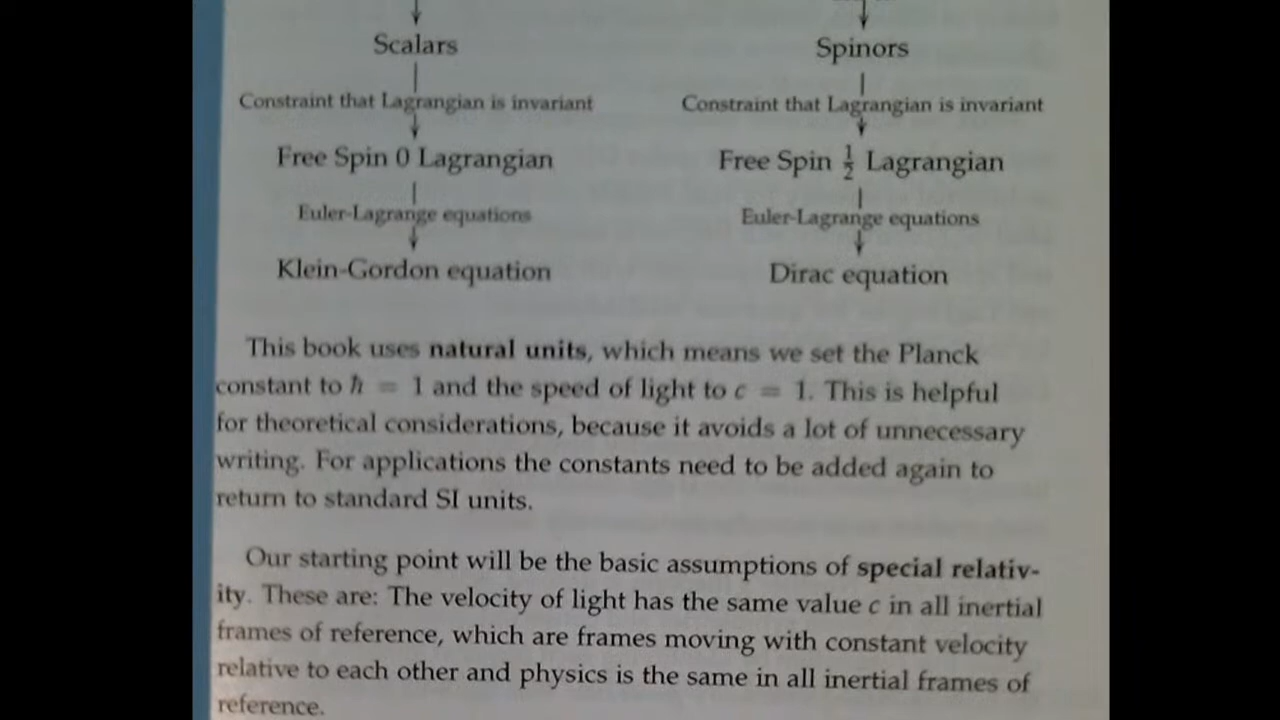 Scalars
Spinors
Constraint that Lagrangian is invariant
Constraint that Lagrangian is invariant
Free Spin 0 Lagrangian
Free Spin ½ Lagrangian
Euler-Lagrange equations
Euler-Lagrange equations
Klein-Gordon equation
Dirac equation
This book uses natural units, which means we set the Planck
constant to ℏ = 1 and the speed of light to c = 1. This is helpful
for theoretical considerations, because it avoids a lot of unnecessary
writing. For applications the constants need to be added again to
return to standard SI units.
Our starting point will be the basic assumptions of special relativ-
ity. These are: The velocity of light has the same value c in all inertial
frames of reference, which are frames moving with constant velocity
relative to each other and physics is the same in all inertial frames of
reference.